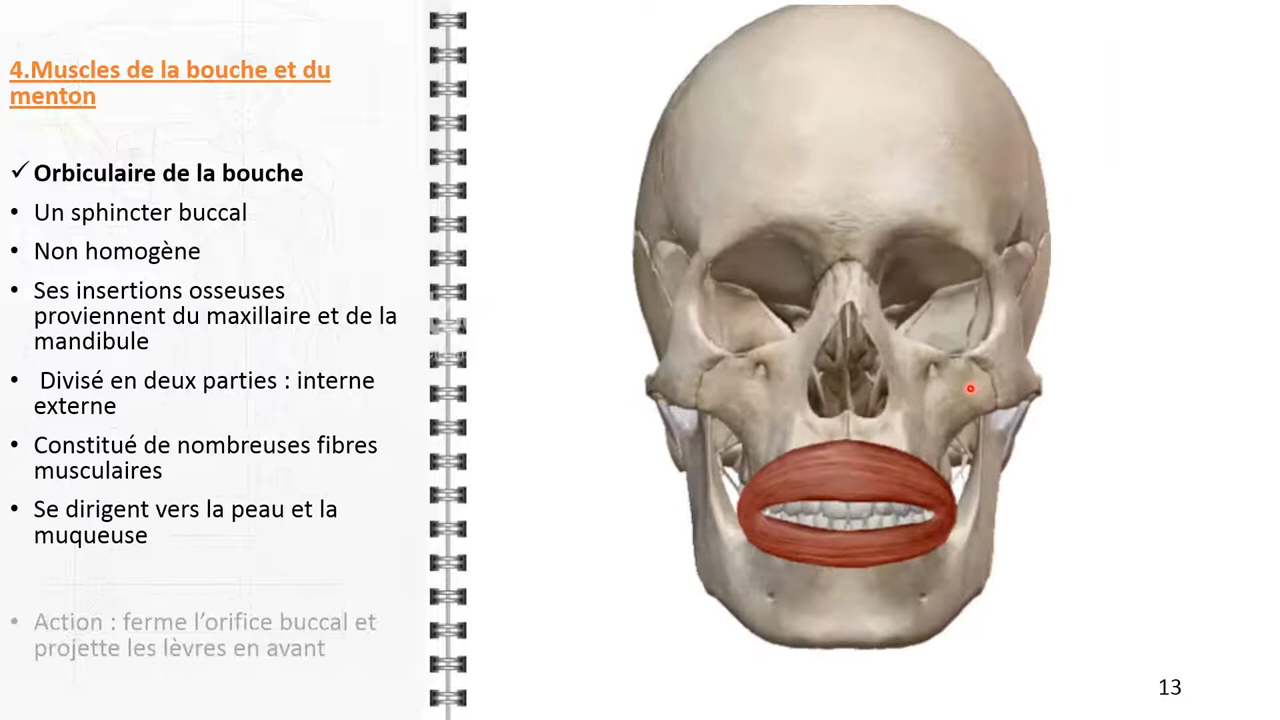 4.Muscles de la bouche et du
menton
✓ Orbiculaire de la bouche
• Un sphincter buccal
• Non homogène
• Ses insertions osseuses
proviennent du maxillaire et de la
mandibule
• Divisé en deux parties : interne
externe
• Constitué de nombreuses fibres
musculaires
• Se dirigent vers la peau et la
muqueuse
• Action : ferme l’orifice buccal et
projette les lèvres en avant
13